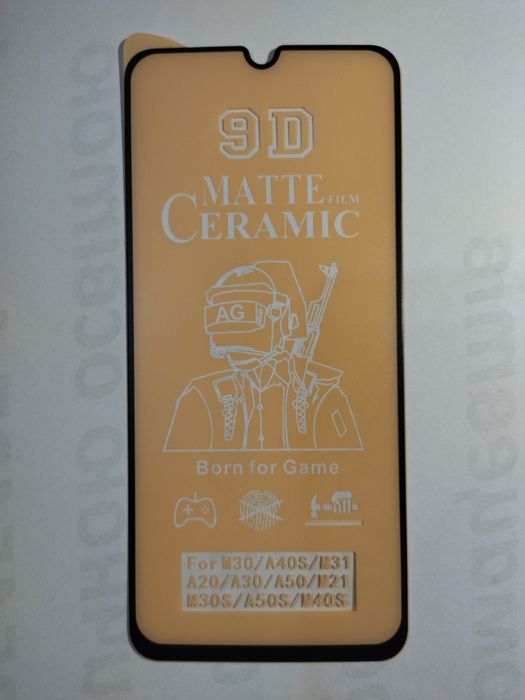 9D
MATTE FILM
CERAMIC
AG
Born for Game
For M30/A40S/M31
A20/A30/A50/M21
M30S/A50S/M40S